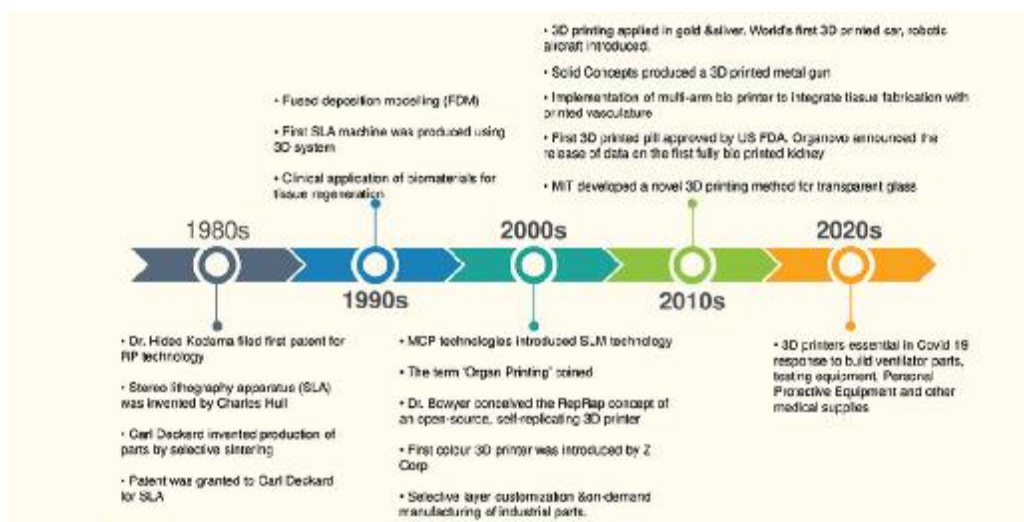 • 3D printing applied in gold &silver. World's first 3D printed car, robotic
aircraft introduced.
• Solid Concepts produced a 3D printed metal gun
• Implementation of multi-arm bio printer to integrate tissue fabrication with
printed vasculature
• First 3D printed pill approved by US FDA. Organovo announced the
release of data on the first fully bio printed kidney
• MIT developed a novel 3D printing method for transparent glass
• Fused deposition modelling (FDM)
• First SLA machine was produced using
3D system
• Clinical application of biomaterials for
tissue regeneration
1980s
1990s
2000s
2010s
2020s
• Dr. Hideo Kodama filed first patent for
RP technology
• Stereo lithography apparatus (SLA)
was invented by Charles Hull
• Carl Deckard invented production of
parts by selective sintering
• Patent was granted to Carl Deckard
for SLA
• MCP technologies introduced SLM technology
• The term 'Organ Printing' coined
• Dr. Bowyer conceived the RepRap concept of
an open-source, self-replicating 3D printer
• First colour 3D printer was introduced by Z
Corp
• Selective layer customization &on-demand
manufacturing of industrial parts.
• 3D printers essential in Covid 19
response to build ventilator parts,
testing equipment, Personal
Protective Equipment and other
medical supplies